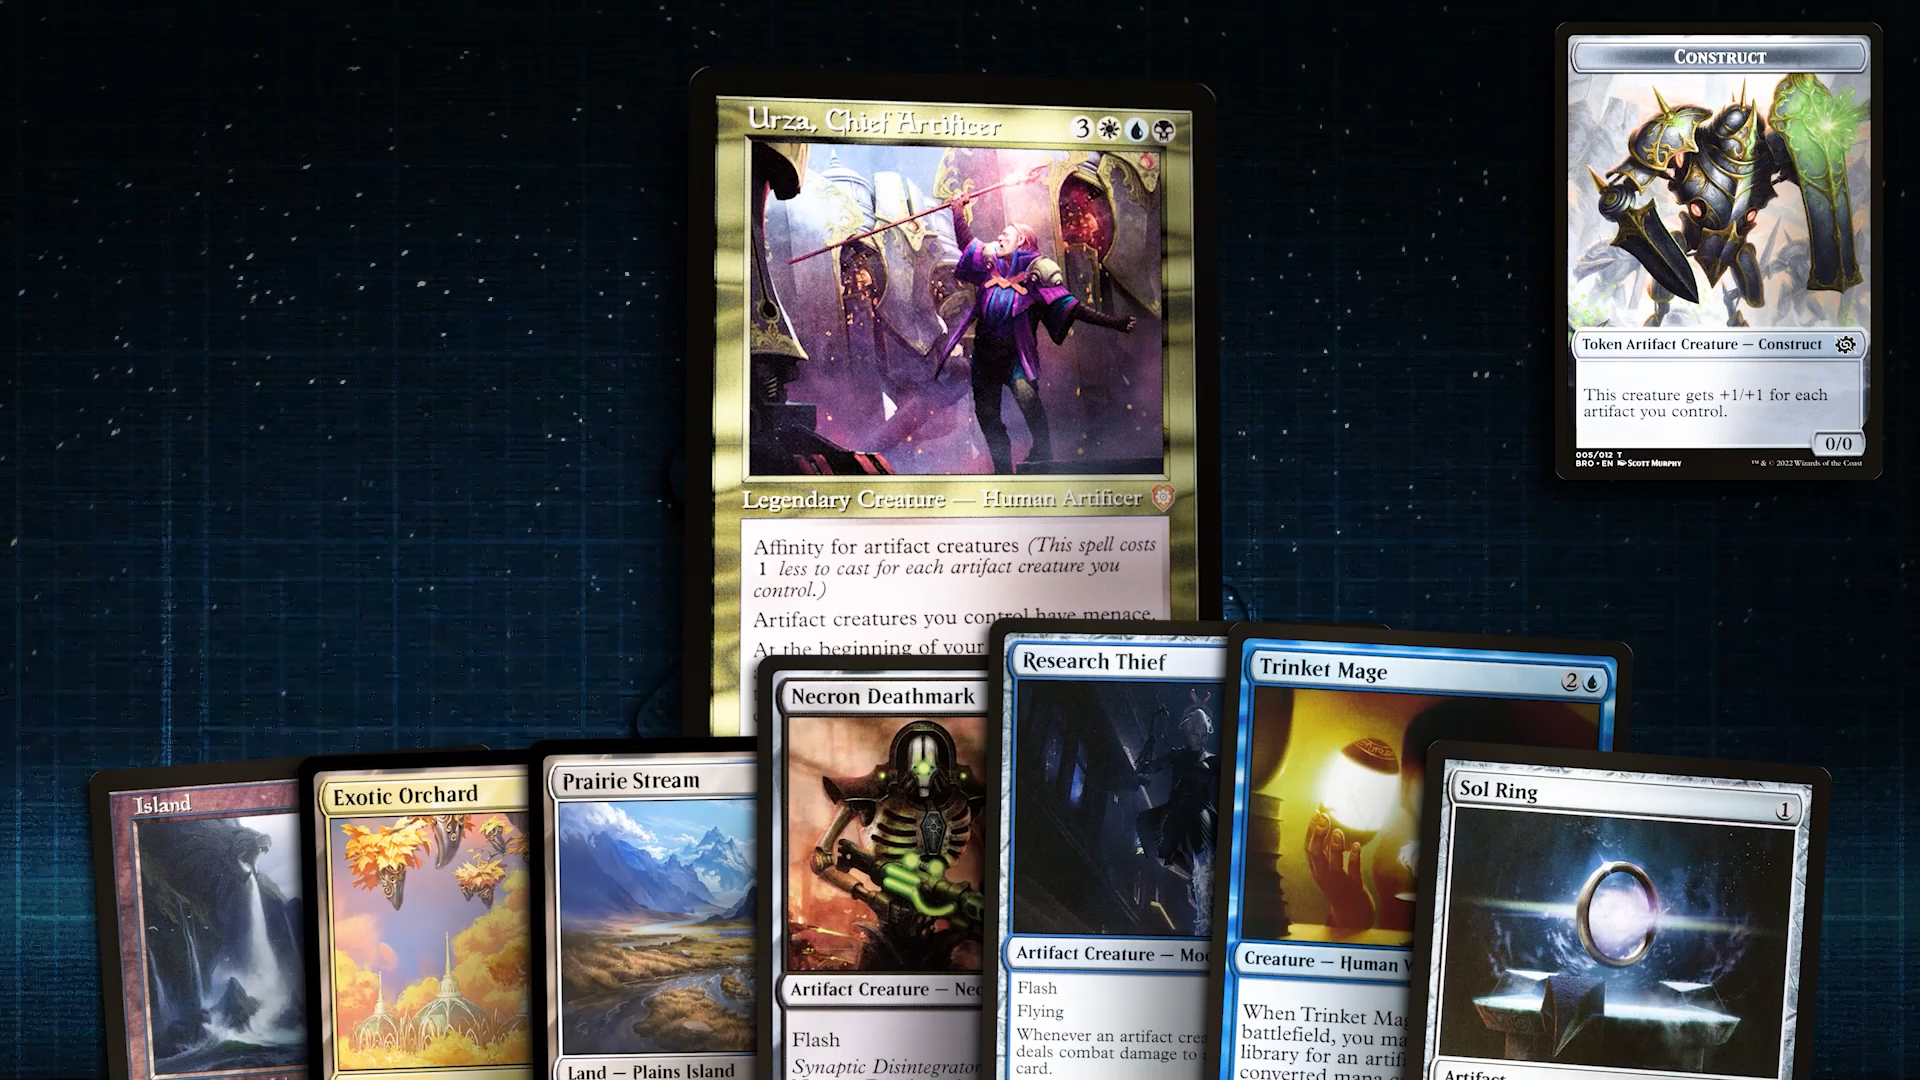 Construct
Token Artifact Creature — Construct
This creature gets +1/+1 for each
artifact you control.
0/0
005/012 T
BRO • EN Scott Murphy
™ & © 2022 Wizards of the Coast
Urza, Chief Artificer
3
Legendary Creature — Human Artificer
Affinity for artifact creatures (This spell costs
1 less to cast for each artifact creature you
control.)
Artifact creatures you control have menace.
At the beginning of your
Island
Exotic Orchard
Prairie Stream
Land — Plains Island
Necron Deathmark
Artifact Creature — Nec
Flash
Synaptic Disintegrator
Research Thief
Artifact Creature — Moo
Flash
Flying
Whenever an artifact crea
deals combat damage to a
card.
Trinket Mage
2
Creature — Human W
When Trinket Mag
battlefield, you ma
library for an artif
converted mana c
Sol Ring
1
Artifact